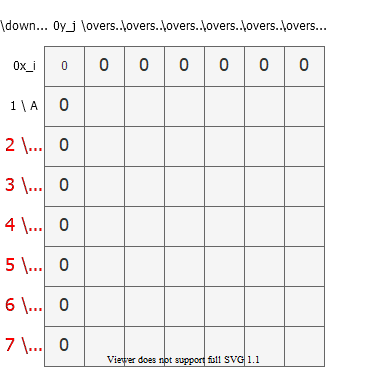 \down... 0y_j \overs...\overs...\overs...\overs...\overs...\overs...
0x_i 0 0 0 0 0 0 0
1 \ A 0
2 \... 0
3 \... 0
4 \... 0
5 \... 0
6 \... 0
7 \... 0
Viewer does not support full SVG 1.1